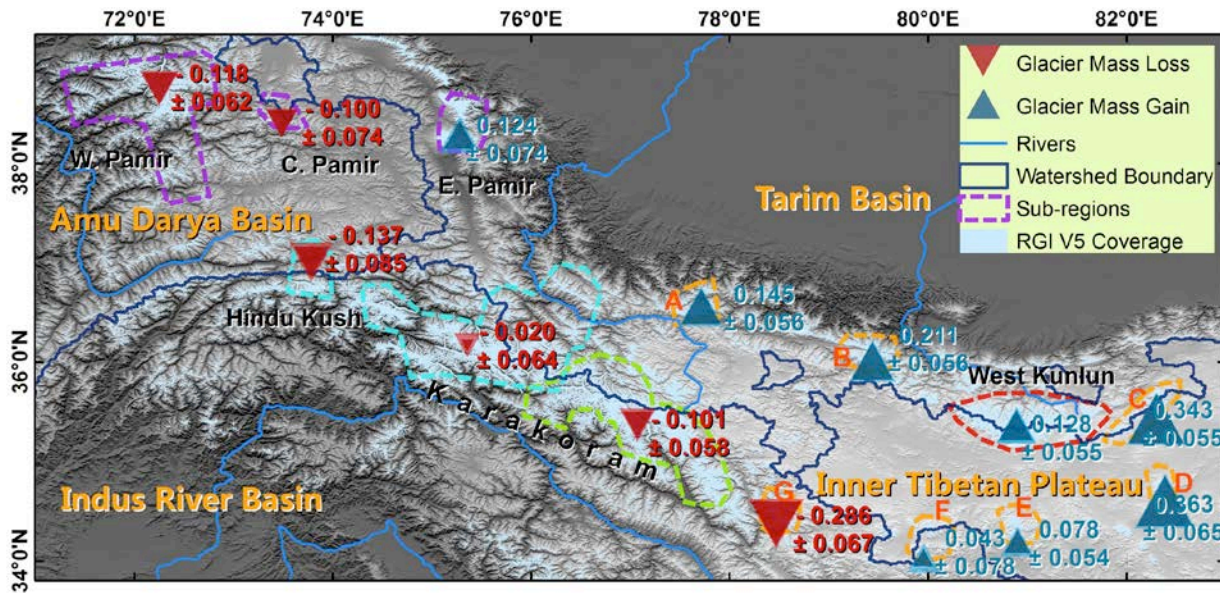 72°0'E 74°0'E 76°0'E 78°0'E 80°0'E 82°0'E
38°0'N
36°0'N
34°0'N
- 0.118
± 0.062
W. Pamir
- 0.100
± 0.074
C. Pamir
0.124
± 0.074
E. Pamir
Glacier Mass Loss
Glacier Mass Gain
Rivers
Watershed Boundary
Sub-regions
RGI V5 Coverage
Tarim Basin
Amu Darya Basin
- 0.137
± 0.085
Hindu Kush
- 0.020
± 0.064
Karakoram
- 0.101
± 0.058
A
0.145
± 0.056
B
0.211
± 0.056
West Kunlun
0.128
± 0.055
C
0.343
± 0.055
Indus River Basin
Inner Tibetan Plateau
G
- 0.286
± 0.067
F
0.043
± 0.078
E
0.078
± 0.054
D
0.363
± 0.065